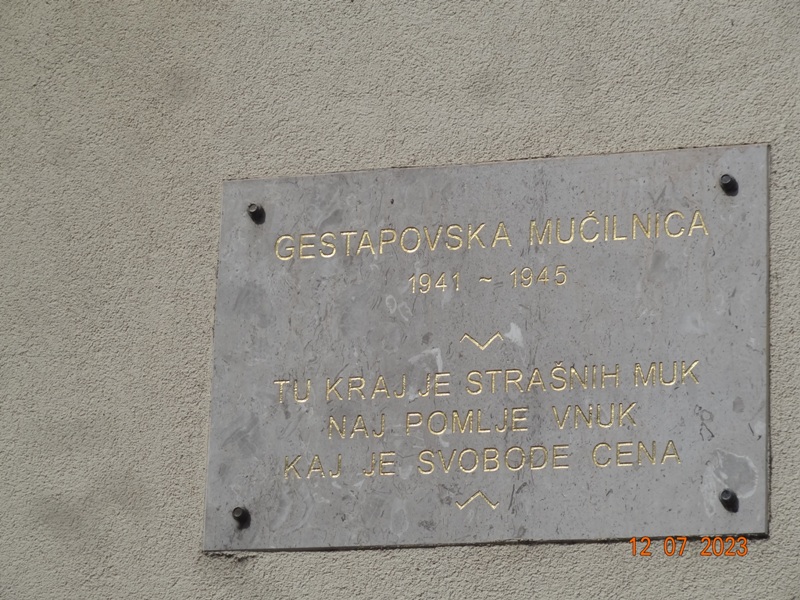 GESTAPOVSKA MUČILNICA
1941 ~ 1945
TU KRAJ JE STRAŠNIH MUK
NAJ POMLJE VNUK
KAJ JE SVOBODE CENA
12 07 2023